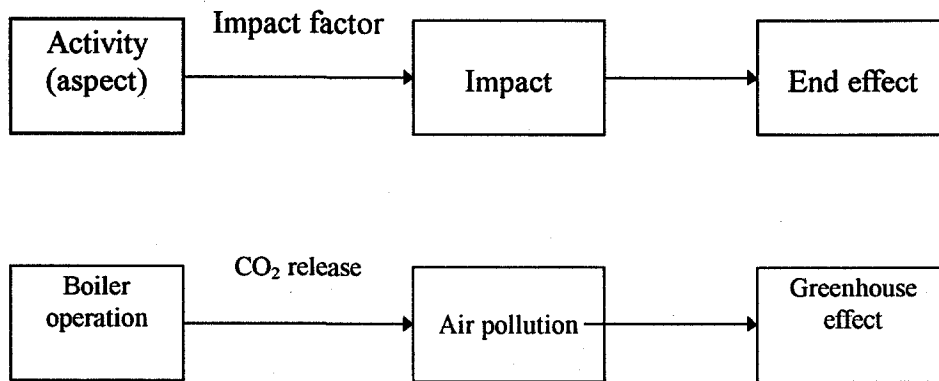 Activity
(aspect)
Impact factor
Impact
End effect
Boiler
operation
CO₂ release
Air pollution
Greenhouse
effect